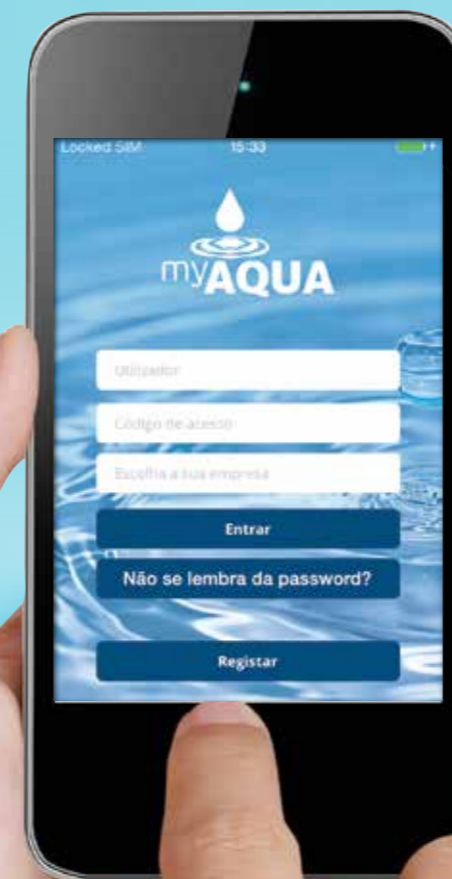 Locked SIM 15:33
myAQUA
Utilizador
Código de acesso
Escolha a sua empresa
Entrar
Não se lembra da password?
Registar